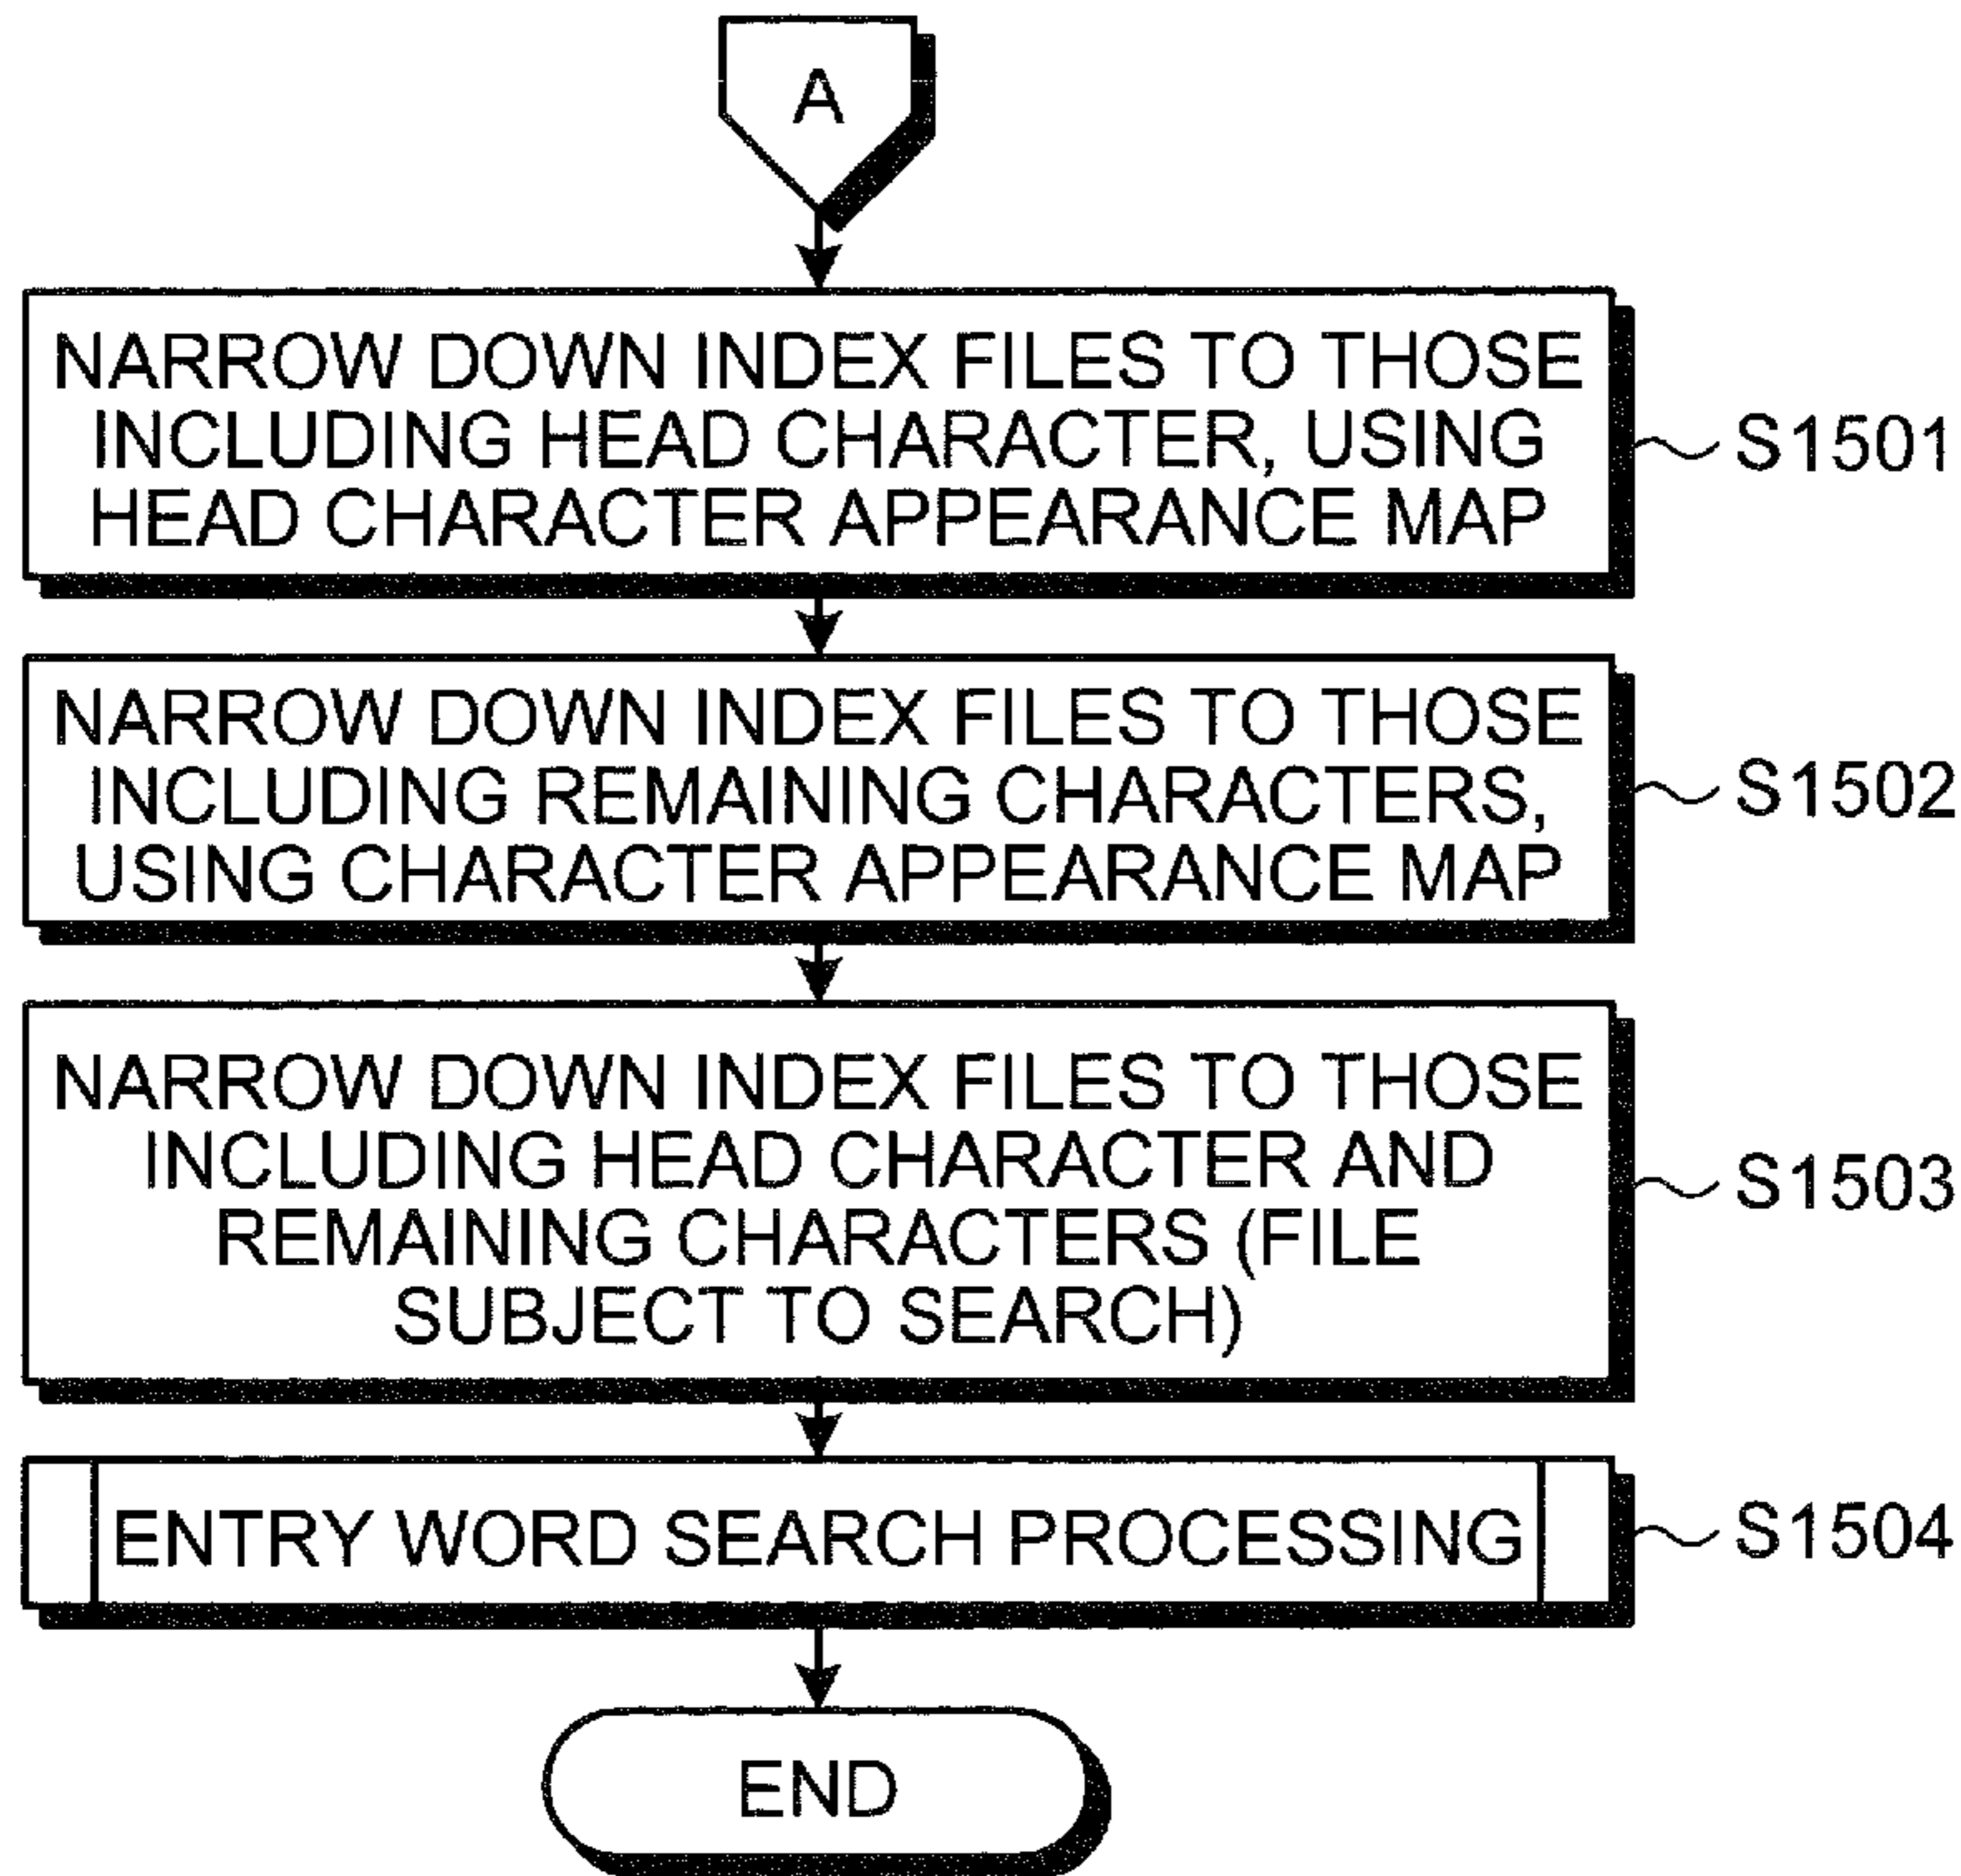 A
NARROW DOWN INDEX FILES TO THOSE
INCLUDING HEAD CHARACTER, USING
HEAD CHARACTER APPEARANCE MAP
S1501
NARROW DOWN INDEX FILES TO THOSE
INCLUDING REMAINING CHARACTERS,
USING CHARACTER APPEARANCE MAP
S1502
NARROW DOWN INDEX FILES TO THOSE
INCLUDING HEAD CHARACTER AND
REMAINING CHARACTERS (FILE
SUBJECT TO SEARCH)
S1503
ENTRY WORD SEARCH PROCESSING
S1504
END